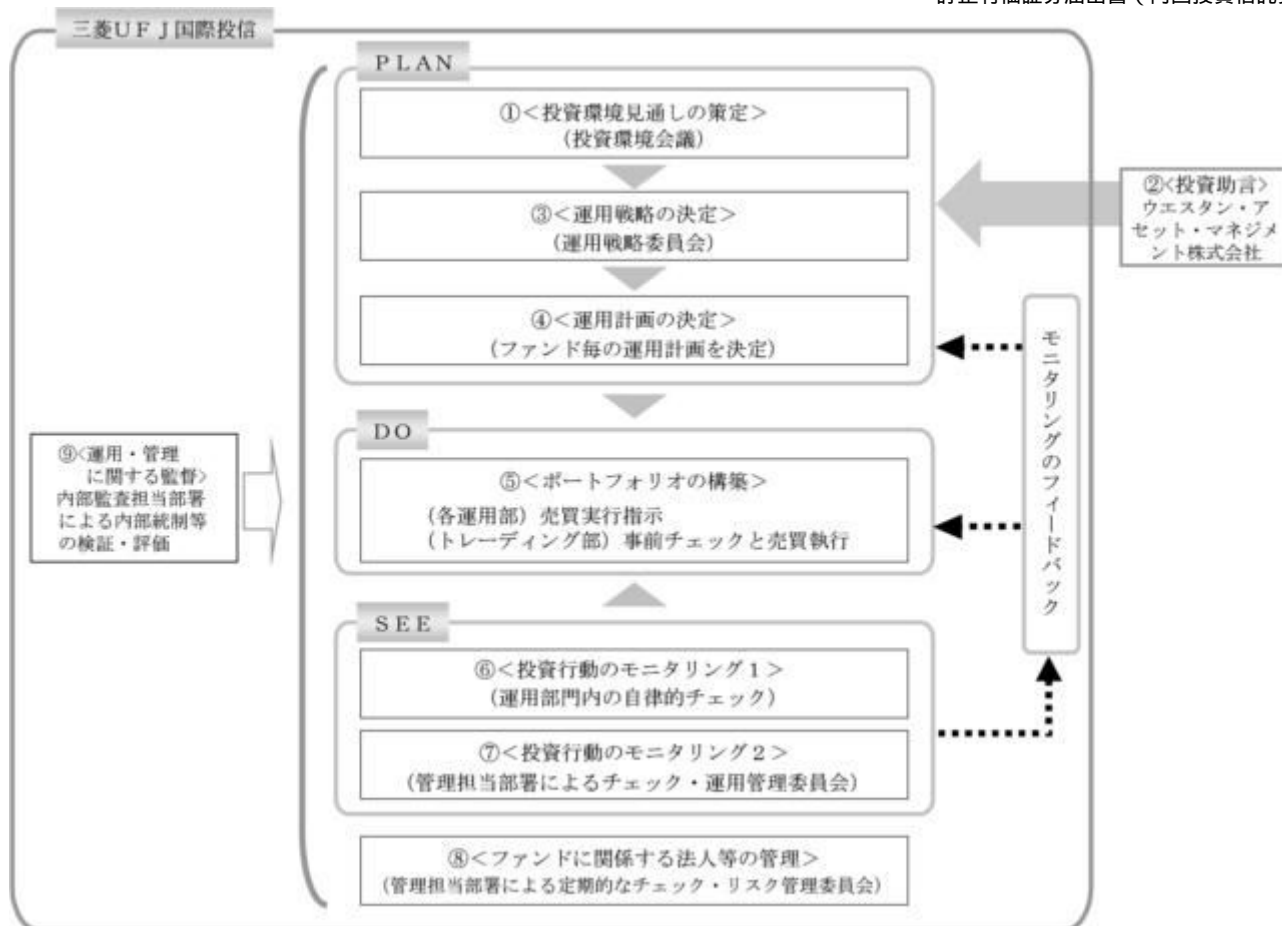 三菱UFJ国際投信
PLAN
①<投資環境見通しの策定>
(投資環境会議)
③<運用戦略の決定>
(運用戦略委員会)
④<運用計画の決定>
(ファンド毎の運用計画を決定)
②<投資助言>
ウエスタン・ア
セット・マネジメ
ント株式会社
モニタリングのフィードバック
DO
⑤<ポートフォリオの構築>
(各運用部)売買実行指示
(トレーディング部)事前チェックと売買執行
⑨<運用・管理
に関する監督>
内部監査担当部署
による内部統制等
の検証・評価
SEE
⑥<投資行動のモニタリング1>
(運用部門内の自律的チェック)
⑦<投資行動のモニタリング2>
(管理担当部署によるチェック・運用管理委員会)
⑧<ファンドに関係する法人等の管理>
(管理担当部署による定期的なチェック・リスク管理委員会)